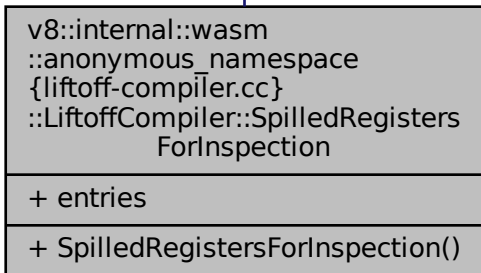 v8::internal::wasm
::anonymous_namespace
{liftoff-compiler.cc}
::LiftoffCompiler::SpilledRegisters
ForInspection
+ entries
+ SpilledRegistersForInspection()